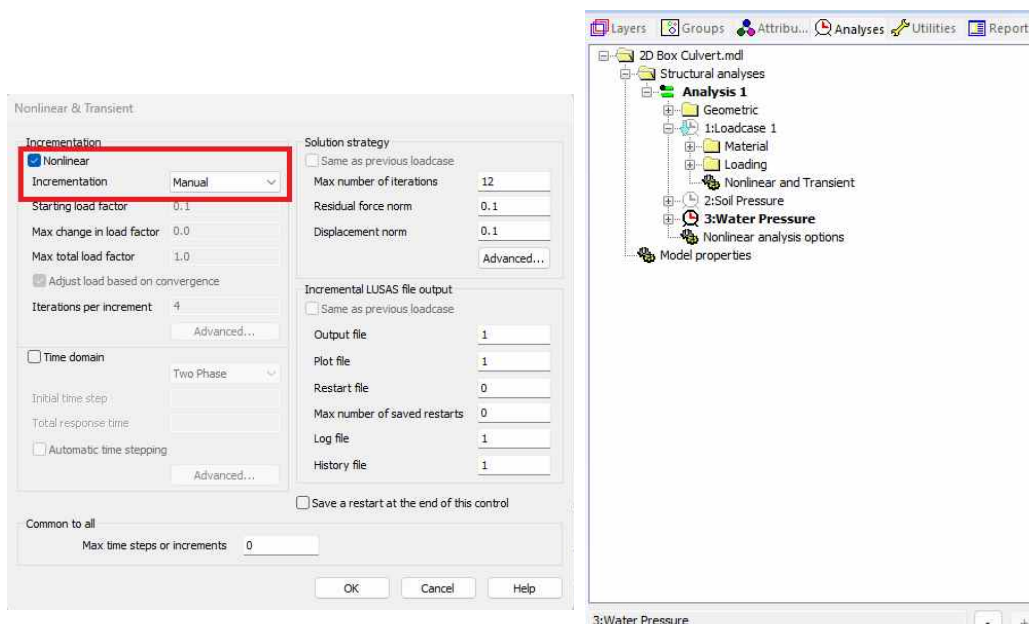 Nonlinear & Transient
Incrementation
Nonlinear
Incrementation Manual
Starting load factor 0.1
Max change in load factor 0.0
Max total load factor 1.0
Adjust load based on convergence
Iterations per increment 4
Advanced...
Time domain
Two Phase
Initial time step
Total response time
Automatic time stepping
Advanced...
Common to all
Max time steps or increments 0
Solution strategy
Same as previous loadcase
Max number of iterations 12
Residual force norm 0.1
Displacement norm 0.1
Advanced...
Incremental LUSAS file output
Same as previous loadcase
Output file 1
Plot file 1
Restart file 0
Max number of saved restarts 0
Log file 1
History file 1
Save a restart at the end of this control
OK Cancel Help
Layers Groups Attribu... Analyses Utilities Report
2D Box Culvert.mdl
Structural analyses
Analysis 1
Geometric
1:Loadcase 1
Material
Loading
Nonlinear and Transient
2:Soil Pressure
3:Water Pressure
Nonlinear analysis options
Model properties
3:Water Pressure